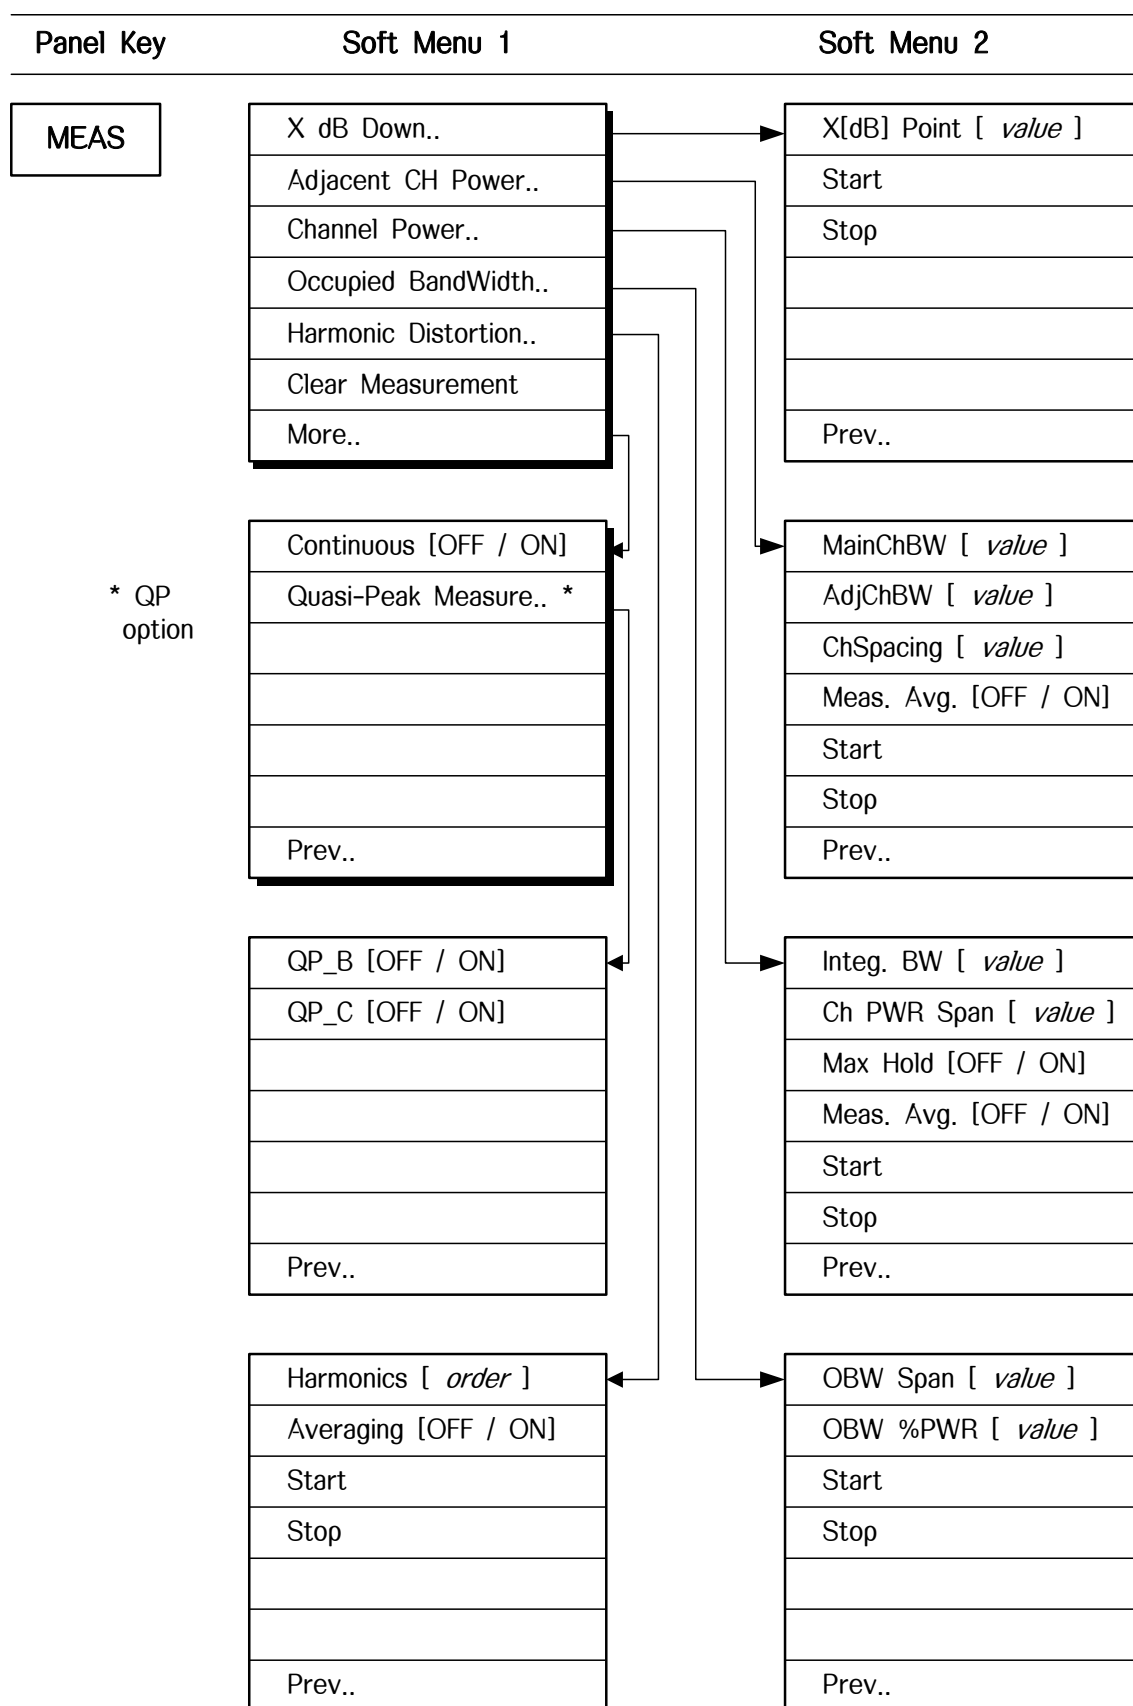 Panel Key
Soft Menu 1
Soft Menu 2
MEAS
X dB Down..
Adjacent CH Power..
Channel Power..
Occupied BandWidth..
Harmonic Distortion..
Clear Measurement
More..
X[dB] Point [ value ]
Start
Stop
Prev..
* QP
option
Continuous [OFF / ON]
Quasi-Peak Measure.. *
Prev..
MainChBW [ value ]
AdjChBW [ value ]
ChSpacing [ value ]
Meas. Avg. [OFF / ON]
Start
Stop
Prev..
QP_B [OFF / ON]
QP_C [OFF / ON]
Prev..
Integ. BW [ value ]
Ch PWR Span [ value ]
Max Hold [OFF / ON]
Meas. Avg. [OFF / ON]
Start
Stop
Prev..
Harmonics [ order ]
Averaging [OFF / ON]
Start
Stop
Prev..
OBW Span [ value ]
OBW %PWR [ value ]
Start
Stop
Prev..